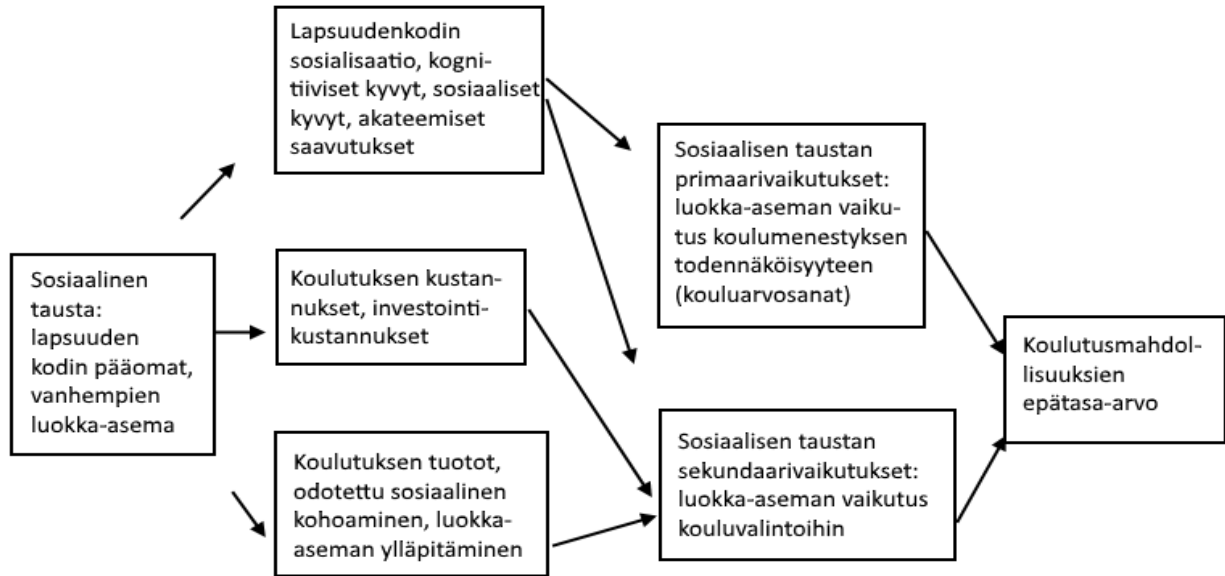 Lapsuudenkodin
sosialisaatio, kogni-
tiiviset kyvyt, sosiaaliset
kyvyt, akateemiset
saavutukset
Sosiaalinen
tausta:
lapsuuden
kodin pääomat,
vanhempien
luokka-asema
Koulutuksen kustan-
nukset, investointi-
kustannukset
Koulutuksen tuotot,
odotettu sosiaalinen
kohoaminen, luokka-
aseman ylläpitäminen
Sosiaalisen taustan
primaarivaikutukset:
luokka-aseman vaiku-
tus koulumenestyksen
todennäköisyyteen
(kouluarvosanat)
Sosiaalisen taustan
sekundaarivaikutukset:
luokka-aseman vaikutus
kouluvalintoihin
Koulutusmahdol-
lisuuksien
epätasa-arvo